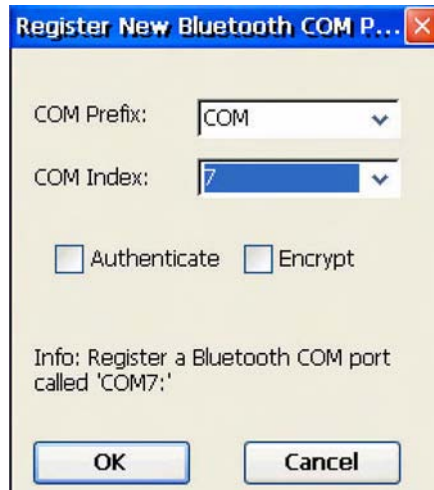 Register New Bluetooth COM P...
COM Prefix: COM
COM Index: 7
Authenticate Encrypt
Info: Register a Bluetooth COM port
called 'COM7:'
OK Cancel